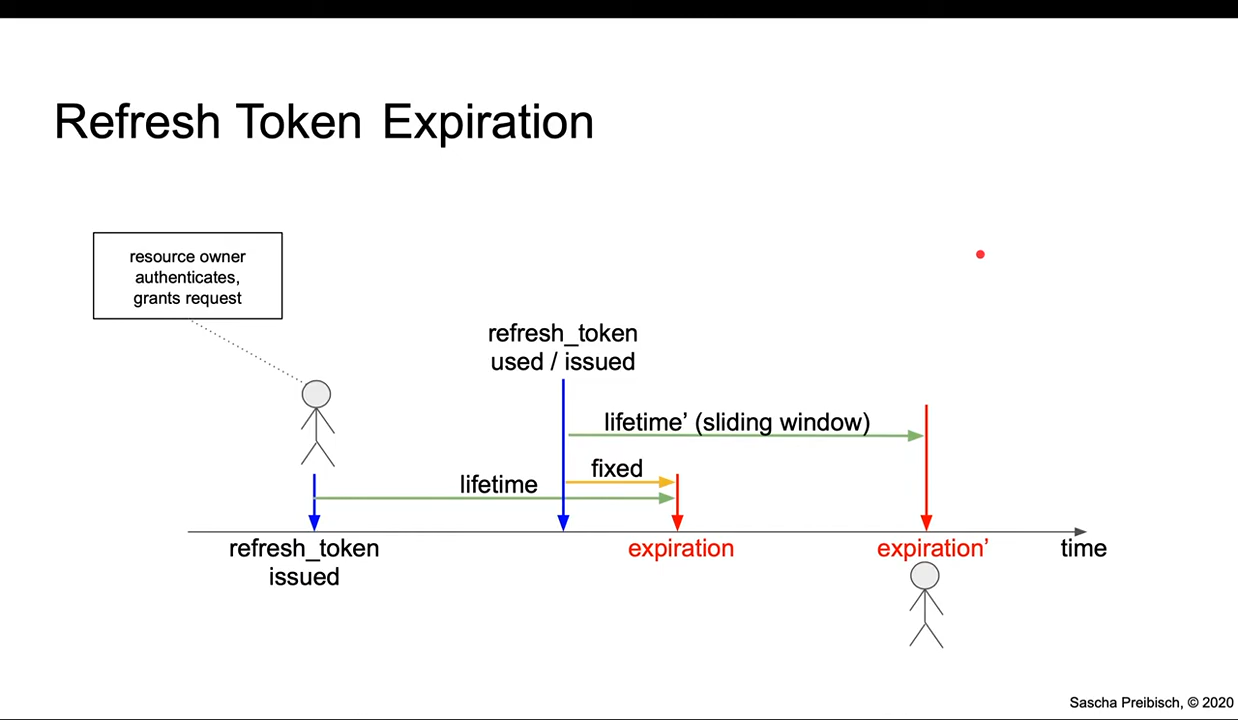 Refresh Token Expiration
resource owner
authenticates,
grants request
refresh_token
used / issued
lifetime’ (sliding window)
fixed
lifetime
refresh_token
issued
expiration
expiration’
time
Sascha Preibisch, © 2020